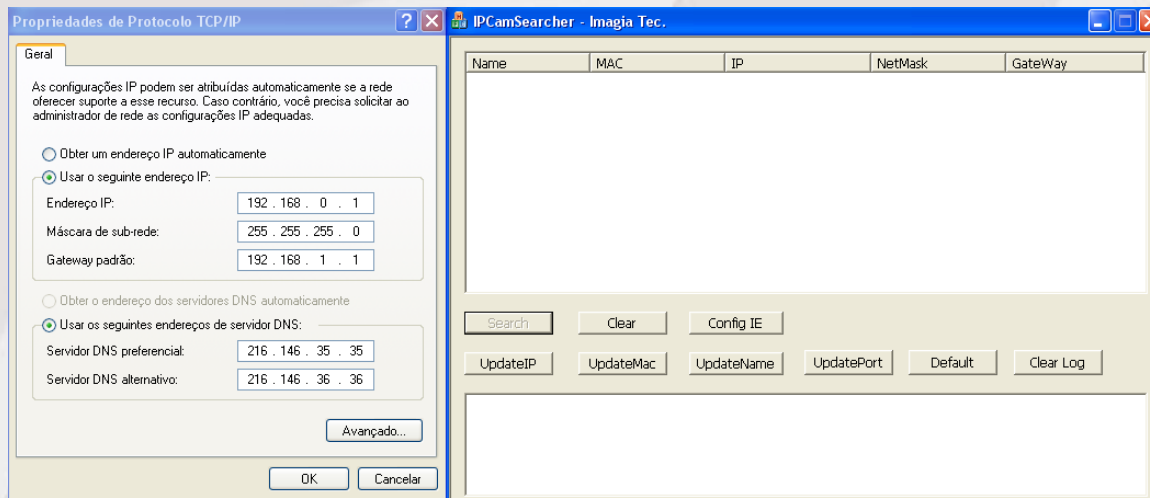 Propriedades de Protocolo TCP/IP
Geral
As configurações IP podem ser atribuídas automaticamente se a rede
oferecer suporte a esse recurso. Caso contrário, você precisa solicitar ao
administrador de rede as configurações IP adequadas.
Obter um endereço IP automaticamente
Usar o seguinte endereço IP:
Endereço IP: 192 . 168 . 0 . 1
Máscara de sub-rede: 255 . 255 . 255 . 0
Gateway padrão: 192 . 168 . 1 . 1
Obter o endereço dos servidores DNS automaticamente
Usar os seguintes endereços de servidor DNS:
Servidor DNS preferencial: 216 . 146 . 35 . 35
Servidor DNS alternativo: 216 . 146 . 36 . 36
Avançado...
OK Cancelar
IPCamSearcher - Imagia Tec.
Name MAC IP NetMask GateWay
Search Clear Config IE
UpdateIP UpdateMac UpdateName UpdatePort Default Clear Log